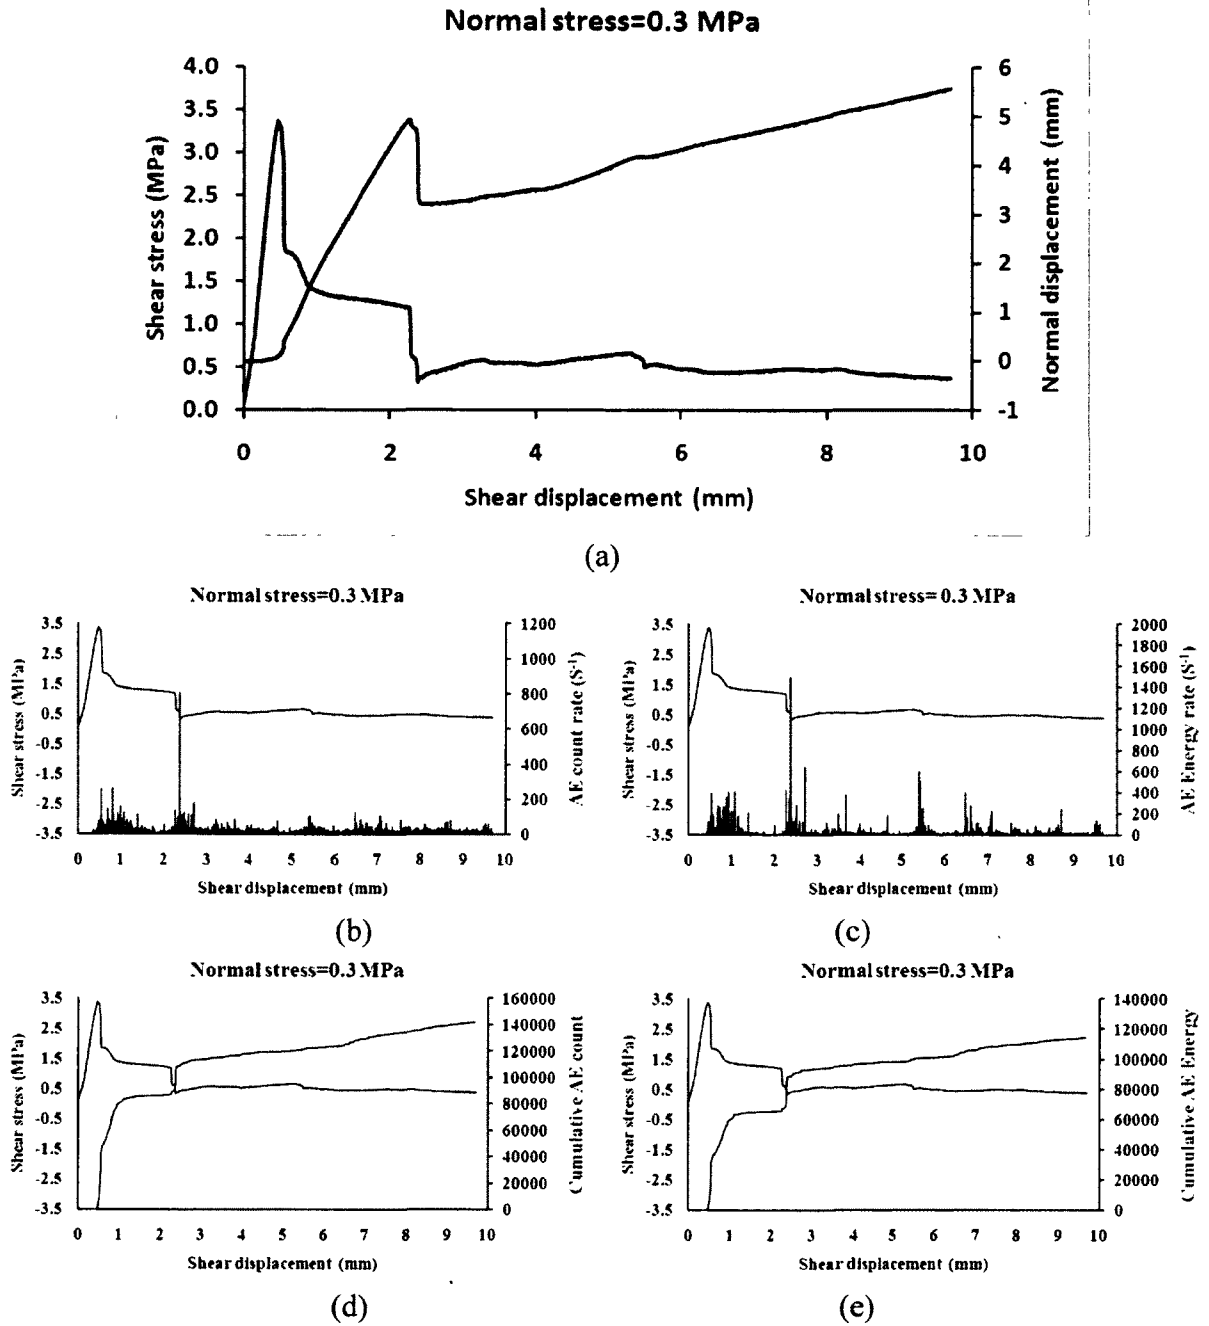 Normal stress=0.3 MPa
Shear stress (MPa)
4.0
3.5
3.0
2.5
2.0
1.5
1.0
0.5
0.0
6
5
4
3
2
1
0
-1
Normal displacement (mm)
0 2 4 6 8 10
Shear displacement (mm)
(a)
Normal stress=0.3 MPa
Shear stress (MPa)
3.5
2.5
1.5
0.5
-0.5
-1.5
-2.5
-3.5
1200
1000
800
600
400
200
0
AE count rate (S-1)
0 1 2 3 4 5 6 7 8 9 10
Shear displacement (mm)
(b)
Normal stress= 0.3 MPa
Shear stress (MPa)
3.5
2.5
1.5
0.5
-0.5
-1.5
-2.5
-3.5
2000
1800
1600
1400
1200
1000
800
600
400
200
0
AE Energy rate (S-1)
0 1 2 3 4 5 6 7 8 9 10
Shear displacement (mm)
(c)
Normal stress=0.3 MPa
Shear stress (MPa)
3.5
2.5
1.5
0.5
-0.5
-1.5
-2.5
-3.5
160000
140000
120000
100000
80000
60000
40000
20000
0
Cumulative AE count
0 1 2 3 4 5 6 7 8 9 10
Shear displacement (mm)
(d)
Normal stress=0.3 MPa
Shear stress (MPa)
3.5
2.5
1.5
0.5
-0.5
-1.5
-2.5
-3.5
140000
120000
100000
80000
60000
40000
20000
0
Cumulative AE Energy
0 1 2 3 4 5 6 7 8 9 10
Shear displacement (mm)
(e)